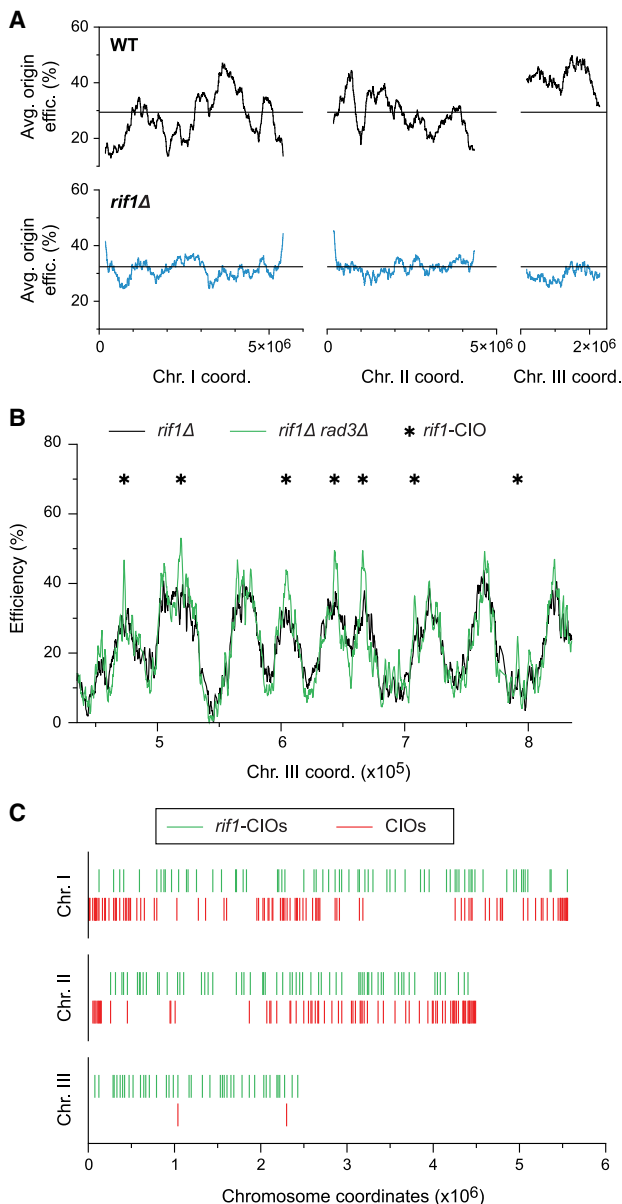 A
WT
Avg. origin
effic. (%)
60
40
20
rif1Δ
Avg. origin
effic. (%)
60
40
20
0 5×10⁶ 0 5×10⁶ 0 2×10⁶
Chr. I coord. Chr. II coord. Chr. III coord.
B
rif1Δ rif1Δ rad3Δ * rif1-CIO
Efficiency (%)
80
* * * * * * *
60
40
20
0
5 6 7 8
Chr. III coord. (x10⁵)
C
rif1-CIOs CIOs
Chr. I
Chr. II
Chr. III
0 1 2 3 4 5 6
Chromosome coordinates (x10⁶)